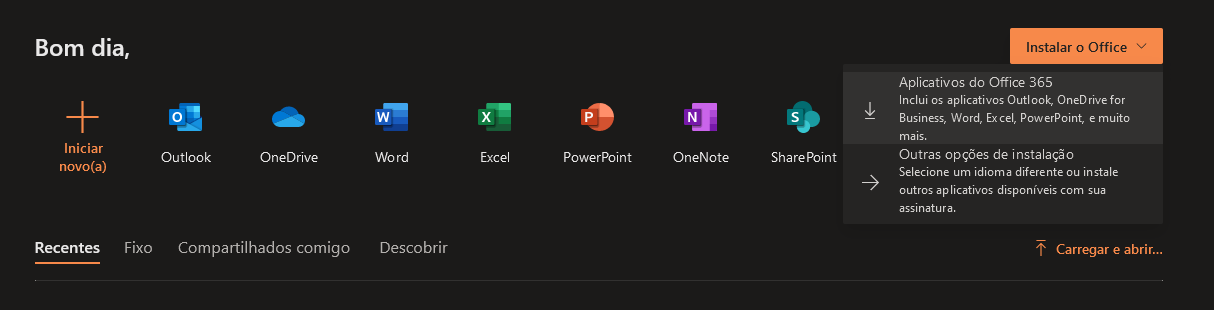 Bom dia,
Instalar o Office
Aplicativos do Office 365
Inclui os aplicativos Outlook, OneDrive for
Business, Word, Excel, PowerPoint, e muito
mais.
Outras opções de instalação
Selecione um idioma diferente ou instale
outros aplicativos disponíveis com sua
assinatura.
Iniciar
novo(a)
O
Outlook
OneDrive
W
Word
X
Excel
P
PowerPoint
N
OneNote
S
SharePoint
Recentes
Fixo
Compartilhados comigo
Descobrir
Carregar e abrir...